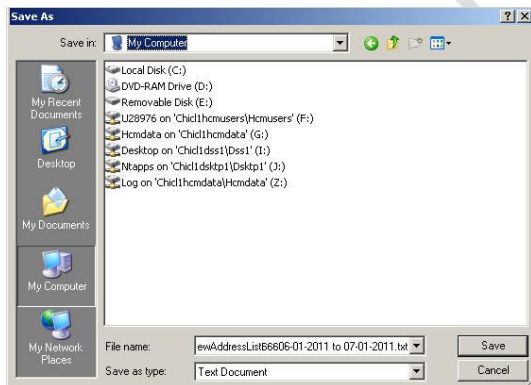 Save As
Save in:
My Computer
My Recent Documents
Desktop
My Documents
My Computer
My Network Places
Local Disk (C:)
DVD-RAM Drive (D:)
Removable Disk (E:)
U28976 on 'Chicl1hcmusers\Hcmusers' (F:)
Hcmdata on 'Chicl1hcmdata' (G:)
Desktop on 'Chicl1dss1\Dss1' (I:)
Ntapps on 'Chicl1dsktp1\Dsktp1' (J:)
Log on 'Chicl1hcmdata\Hcmdata' (Z:)
File name:
ewAddressList66606-01-2011 to 07-01-2011.txt
Save
Save as type:
Text Document
Cancel